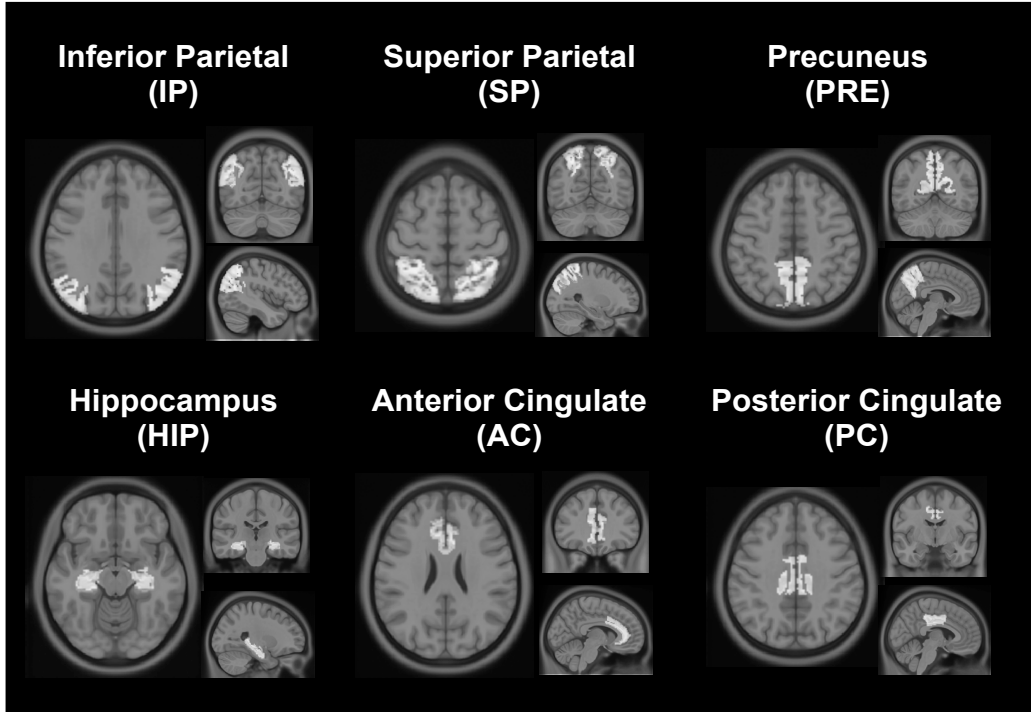 Inferior Parietal
(IP)
Superior Parietal
(SP)
Precuneus
(PRE)
Hippocampus
(HIP)
Anterior Cingulate
(AC)
Posterior Cingulate
(PC)